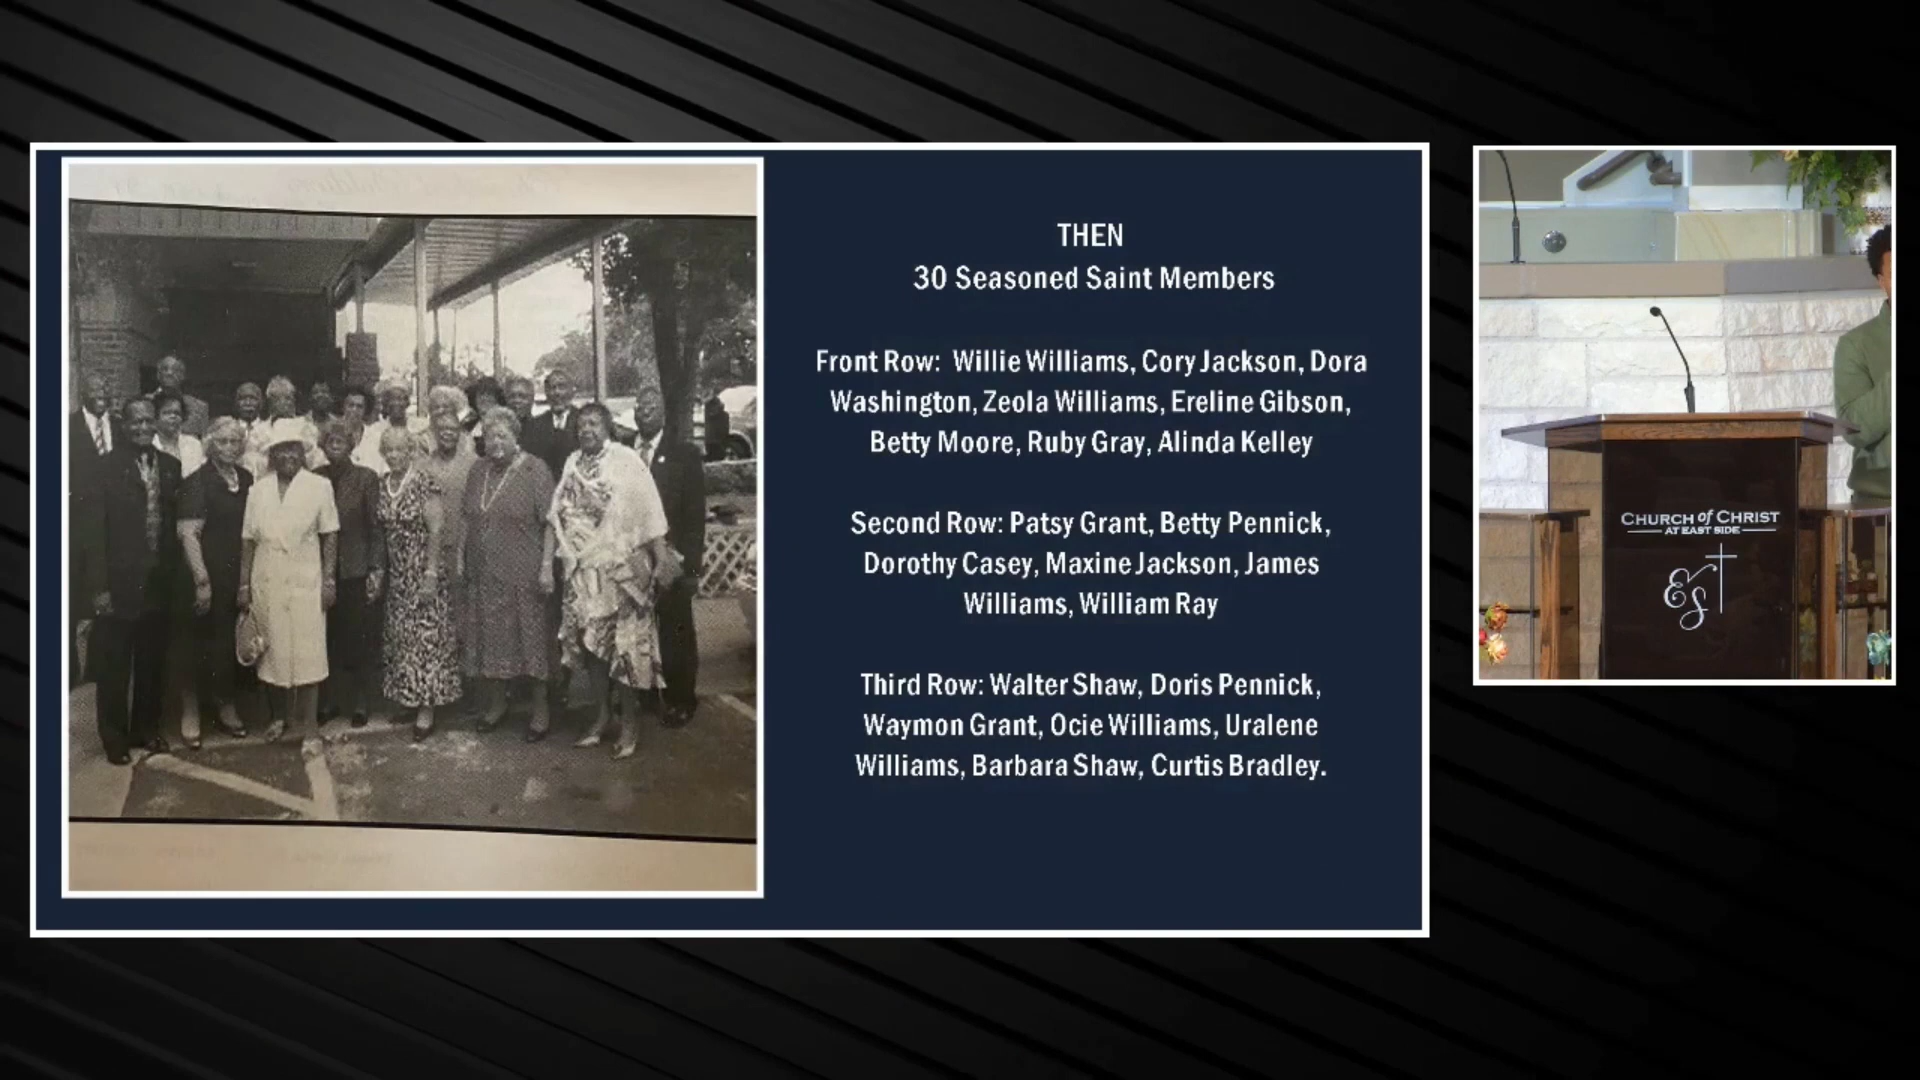 THEN
30 Seasoned Saint Members
Front Row: Willie Williams, Cory Jackson, Dora
Washington, Zeola Williams, Ereline Gibson,
Betty Moore, Ruby Gray, Alinda Kelley
Second Row: Patsy Grant, Betty Pennick,
Dorothy Casey, Maxine Jackson, James
Williams, William Ray
Third Row: Walter Shaw, Doris Pennick,
Waymon Grant, Ocie Williams, Uralene
Williams, Barbara Shaw, Curtis Bradley.
CHURCH of CHRIST
AT EAST SIDE
ES